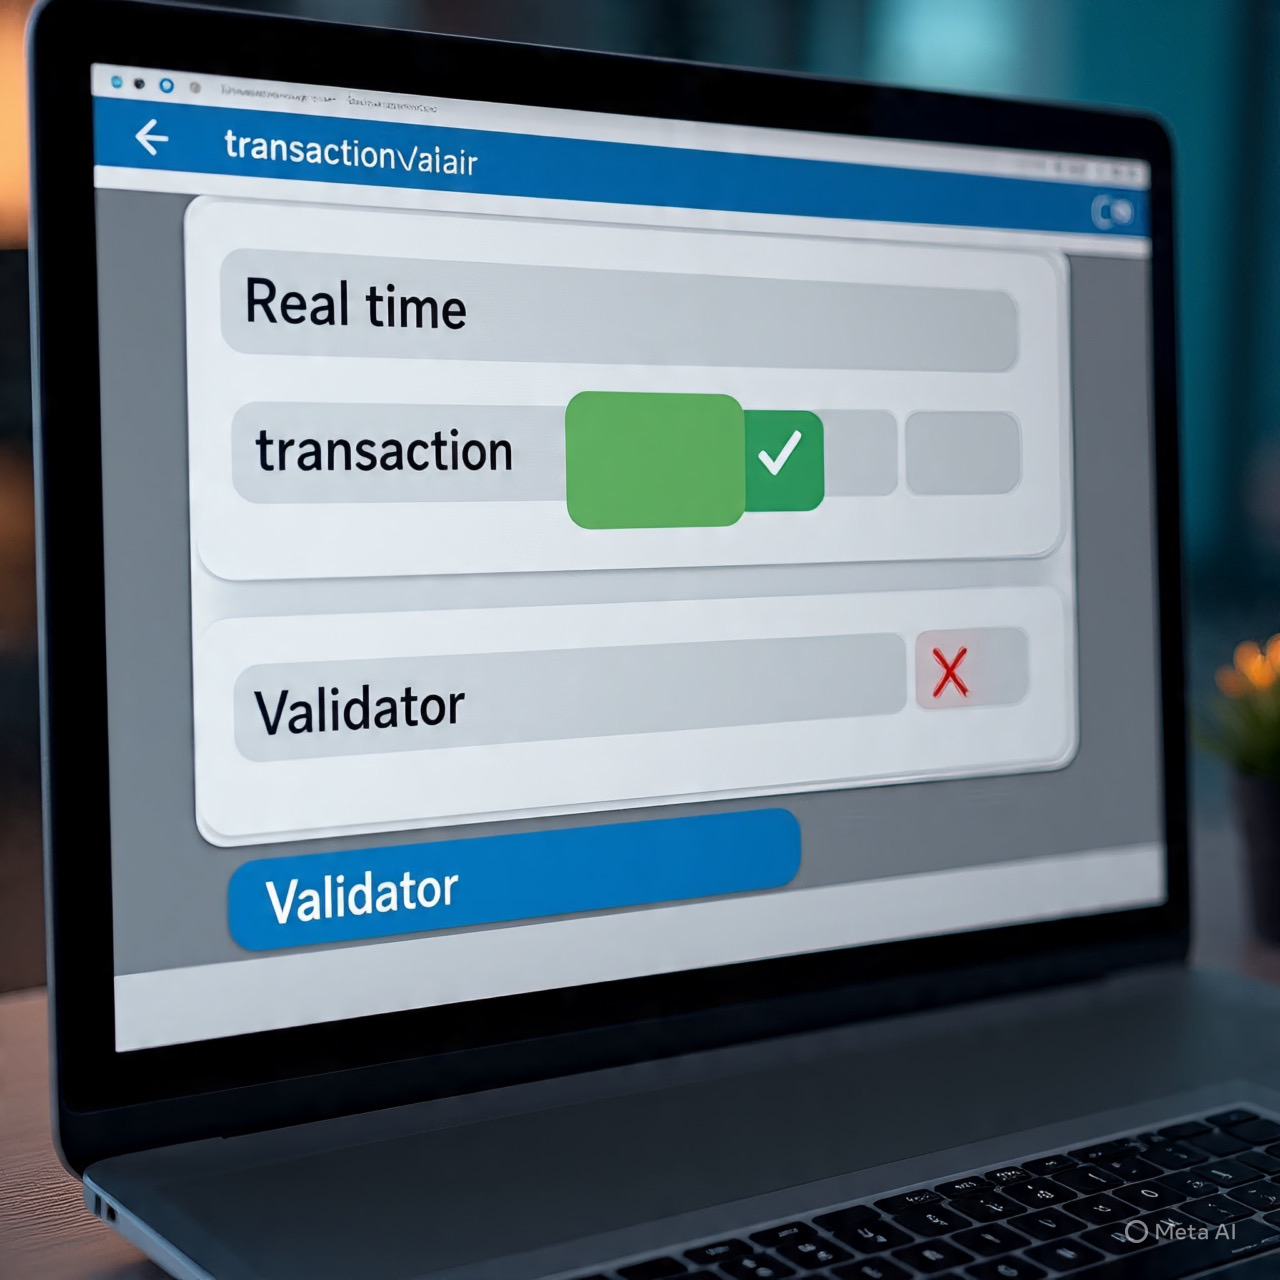 transactionVaiair
Real time
transaction
Validator
Validator
Meta AI